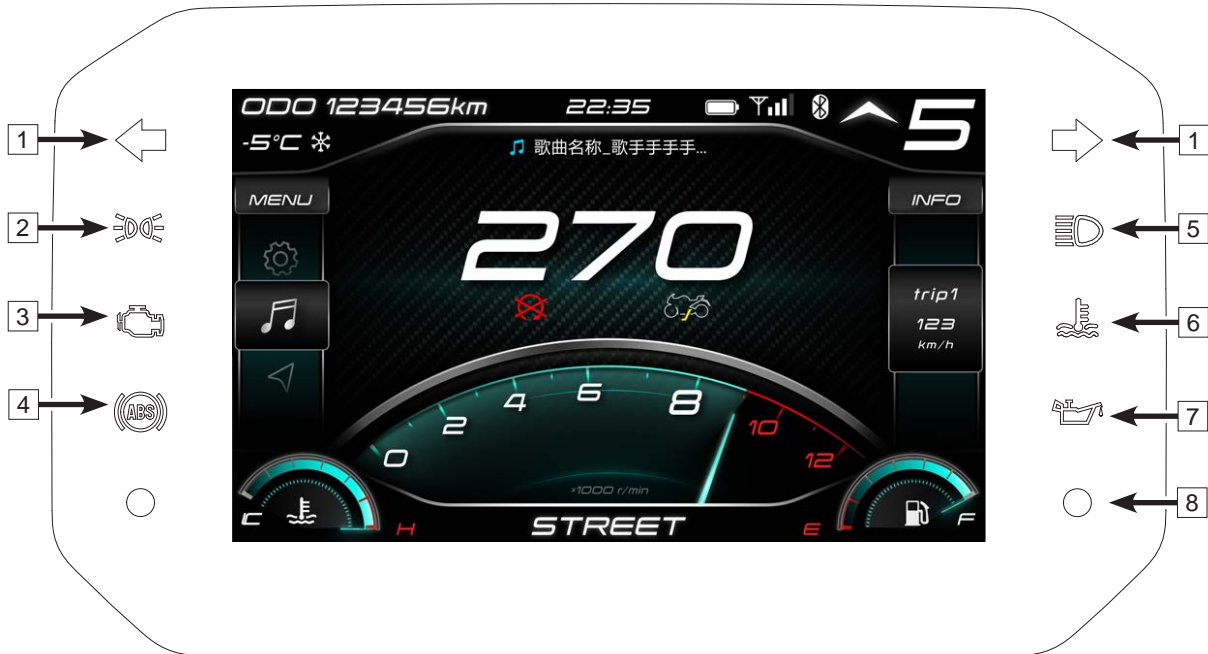 ODO 123456km 22:35 5
-5°C
歌曲名称_歌手手手手...
MENU
INFO
270
trip1
123
km/h
0 2 4 6 8 10 12
×1000 r/min
C H
STREET
E F
1
2
3
4
ABS
1
5
6
7
8